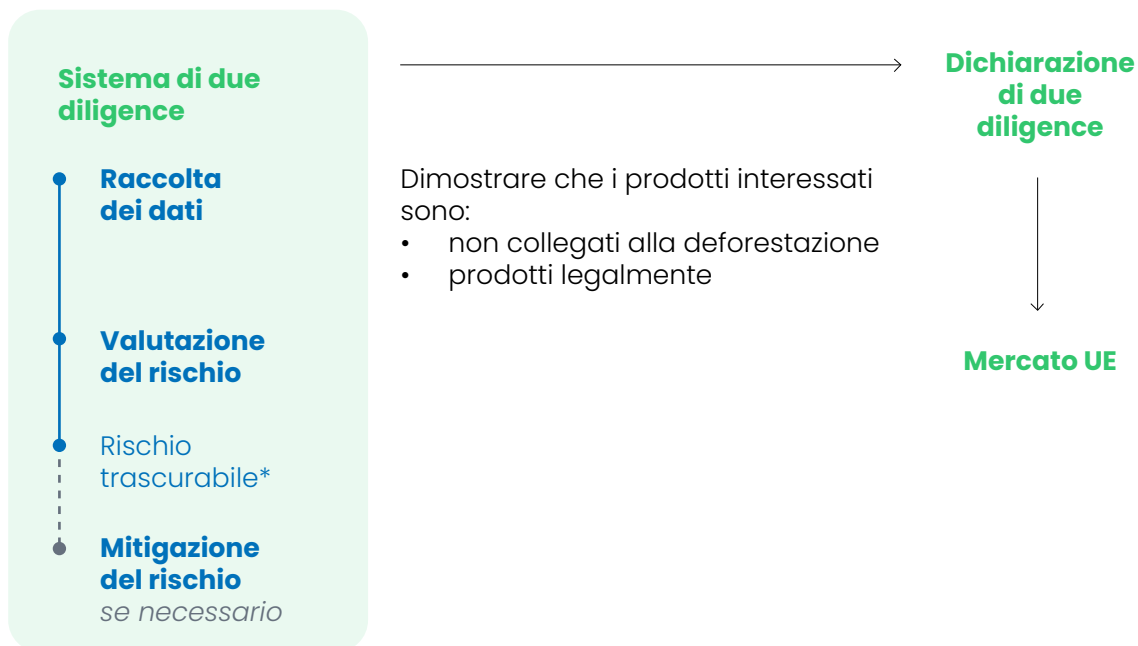 Sistema di due
diligence
Raccolta
dei dati
Valutazione
del rischio
Rischio
trascurabile*
Mitigazione
del rischio
se necessario
Dimostrare che i prodotti interessati
sono:
• non collegati alla deforestazione
• prodotti legalmente
Dichiarazione
di due
diligence
Mercato UE